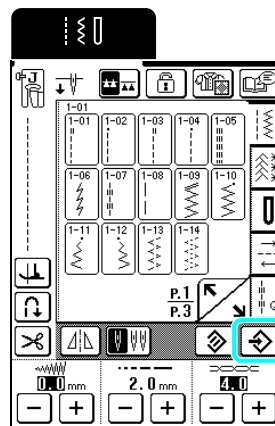 J
1-01
1-01 1-02 1-03 1-04 1-05
1-06 1-07 1-08 1-09 1-10
1-11 1-12 1-13 1-14
P.1
P.3
0.0 mm 2.0 mm 4.0
- + - + - +